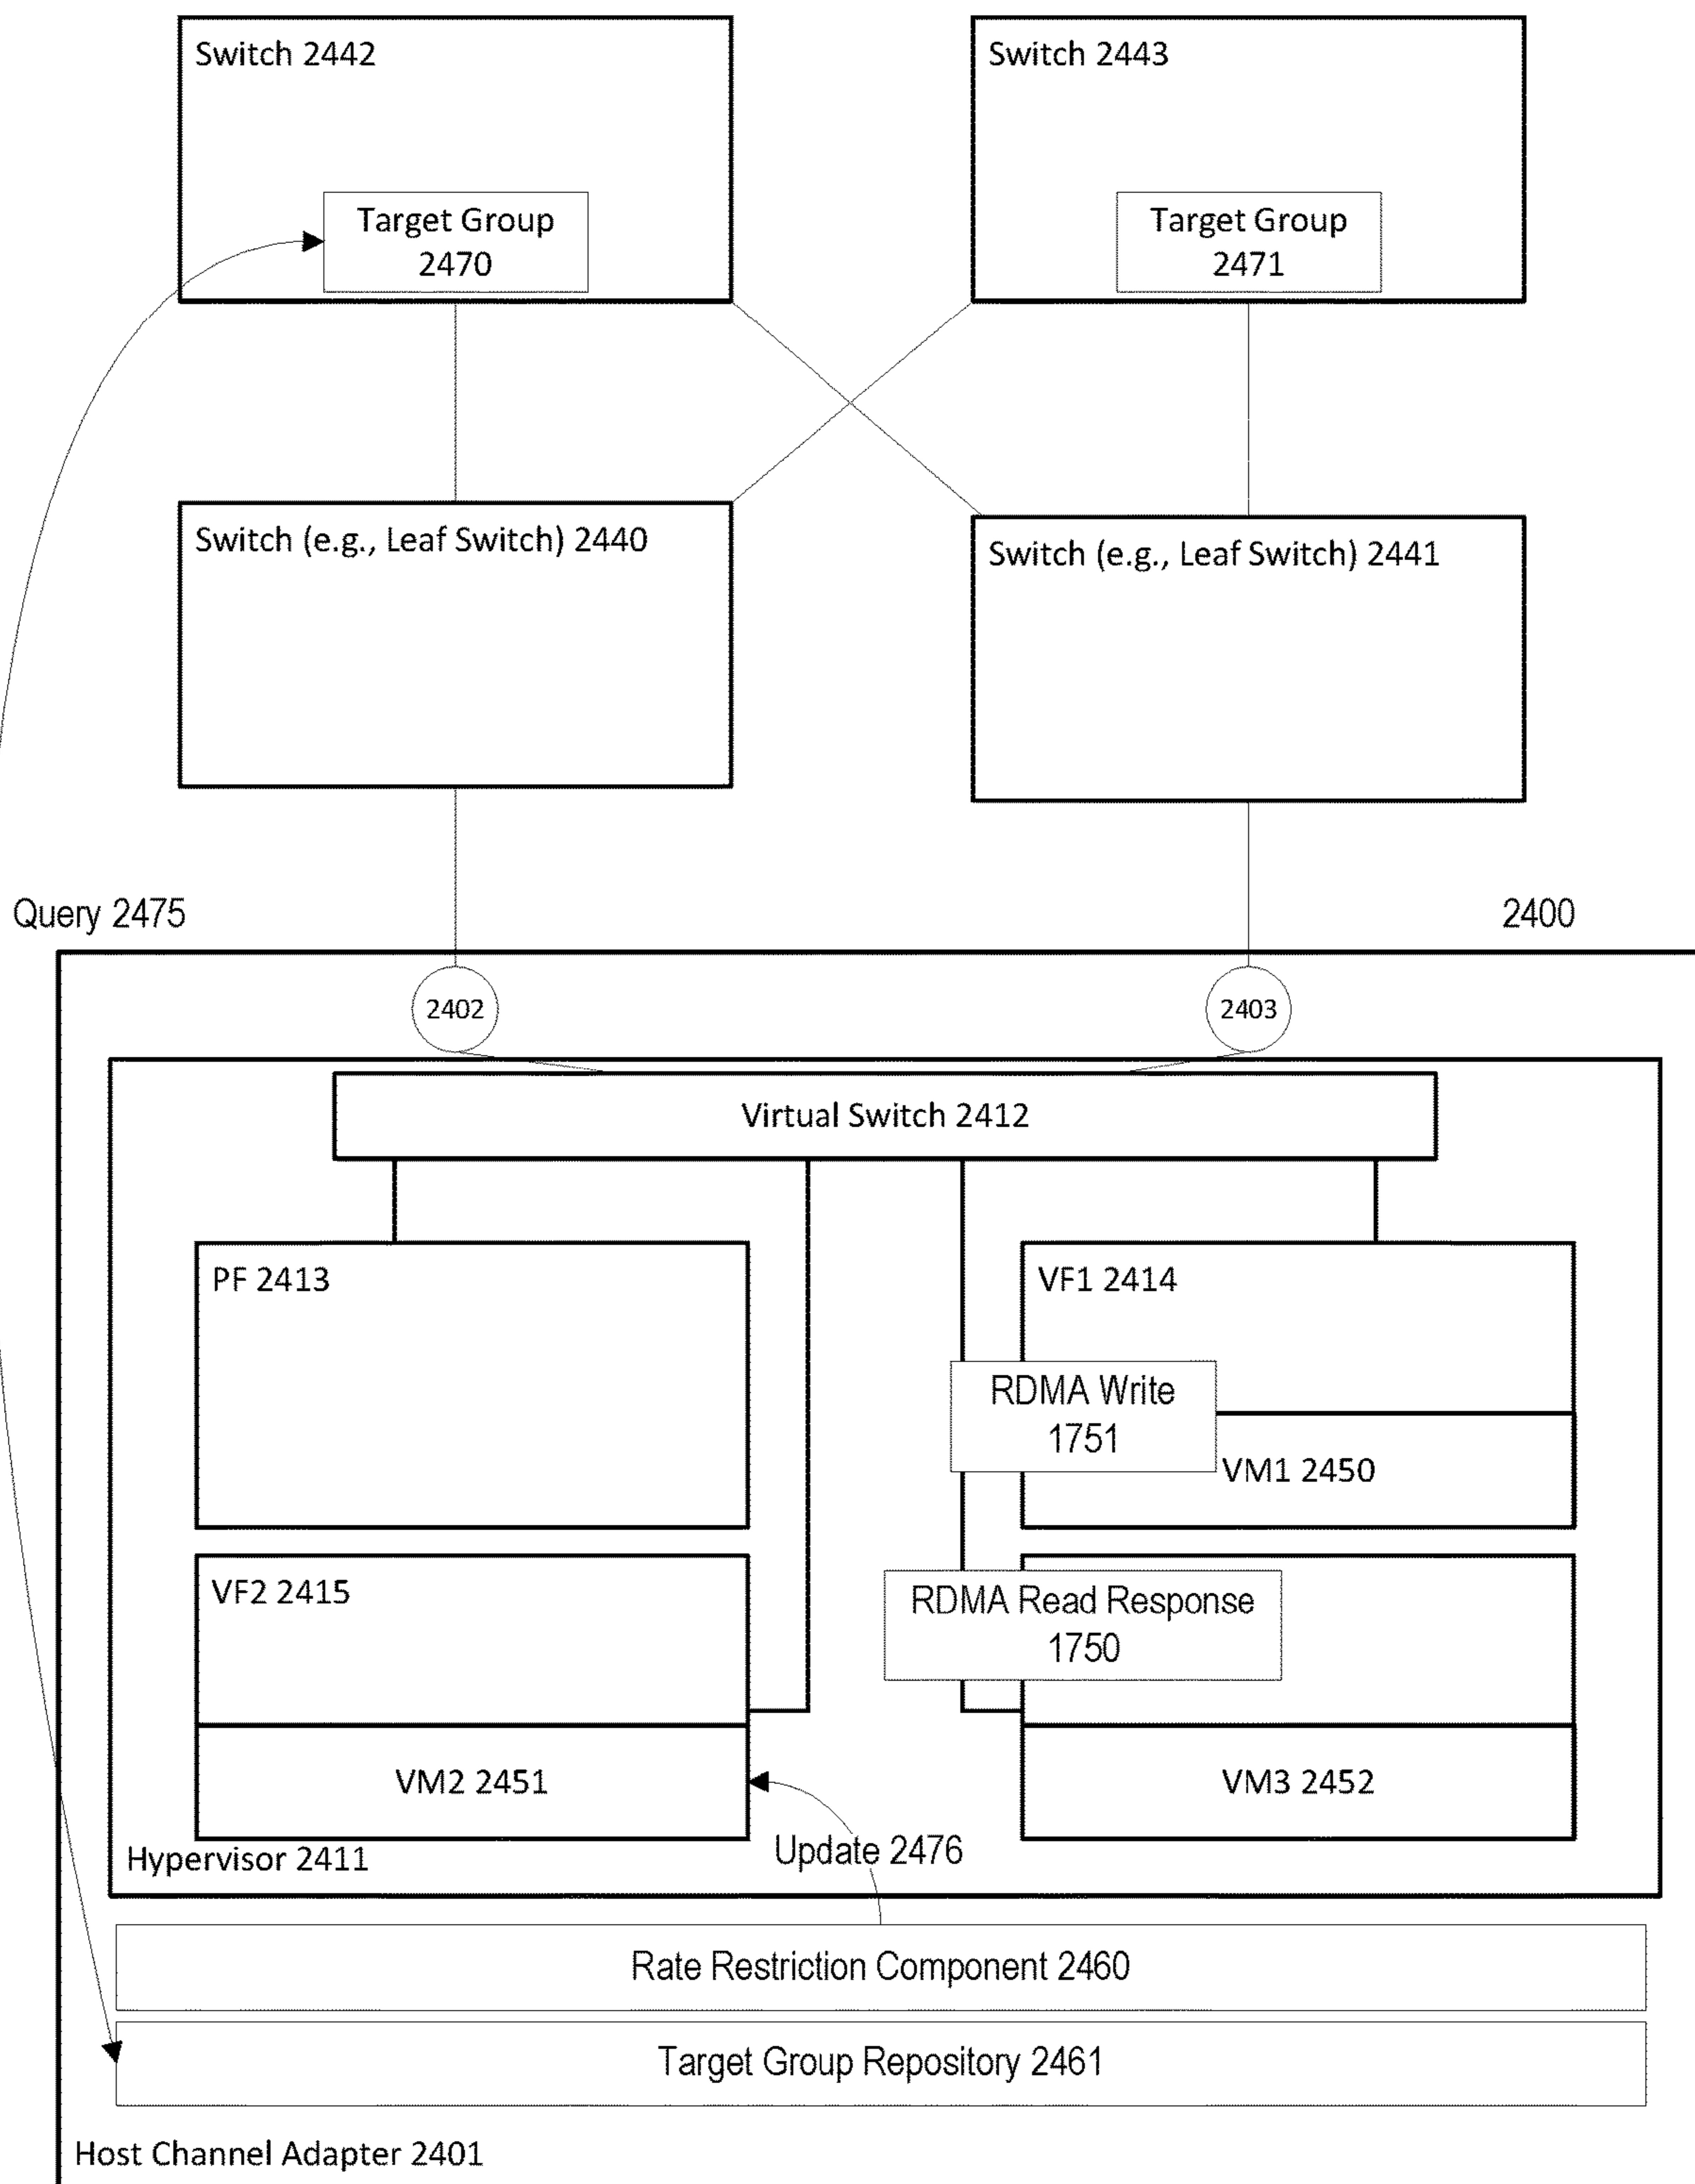 Switch 2442
Switch 2443
Target Group
2470
Target Group
2471
Switch (e.g., Leaf Switch) 2440
Switch (e.g., Leaf Switch) 2441
Query 2475
2400
2402
2403
Virtual Switch 2412
PF 2413
VF1 2414
RDMA Write
1751
VM1 2450
VF2 2415
RDMA Read Response
1750
VM2 2451
VM3 2452
Update 2476
Hypervisor 2411
Rate Restriction Component 2460
Target Group Repository 2461
Host Channel Adapter 2401